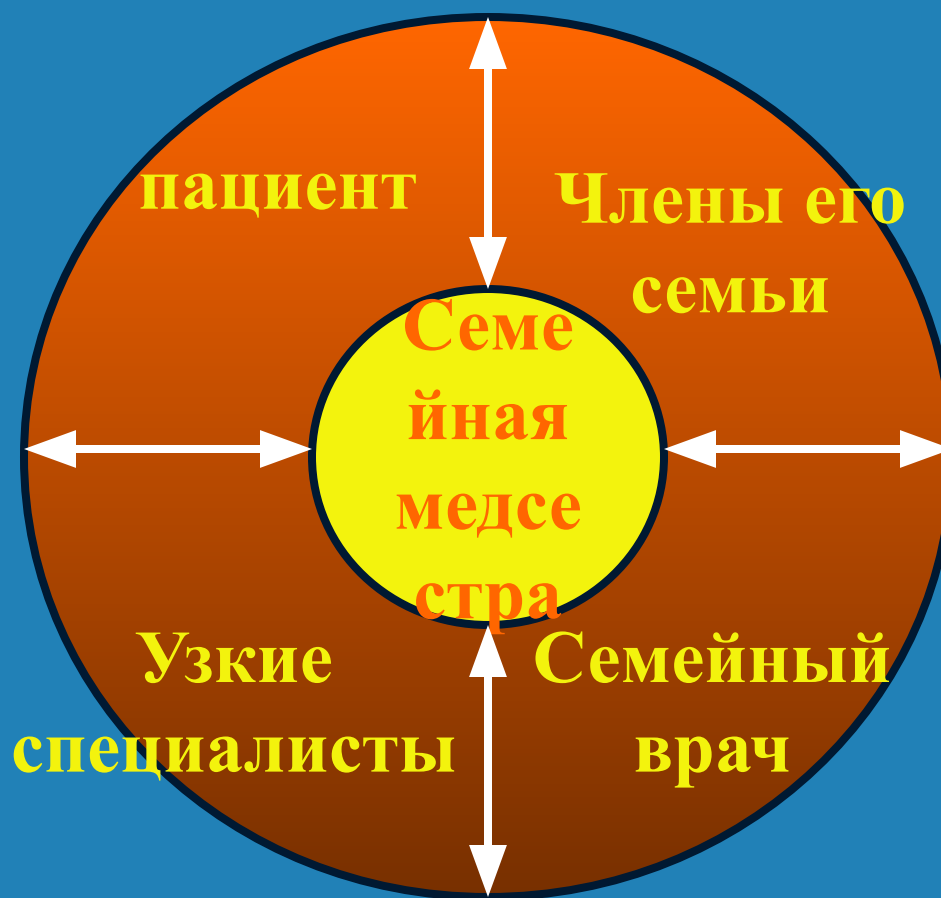 пациент
Члены его
семьи
Семе
йная
медсе
стра
Узкие
специалисты
Семейный
врач